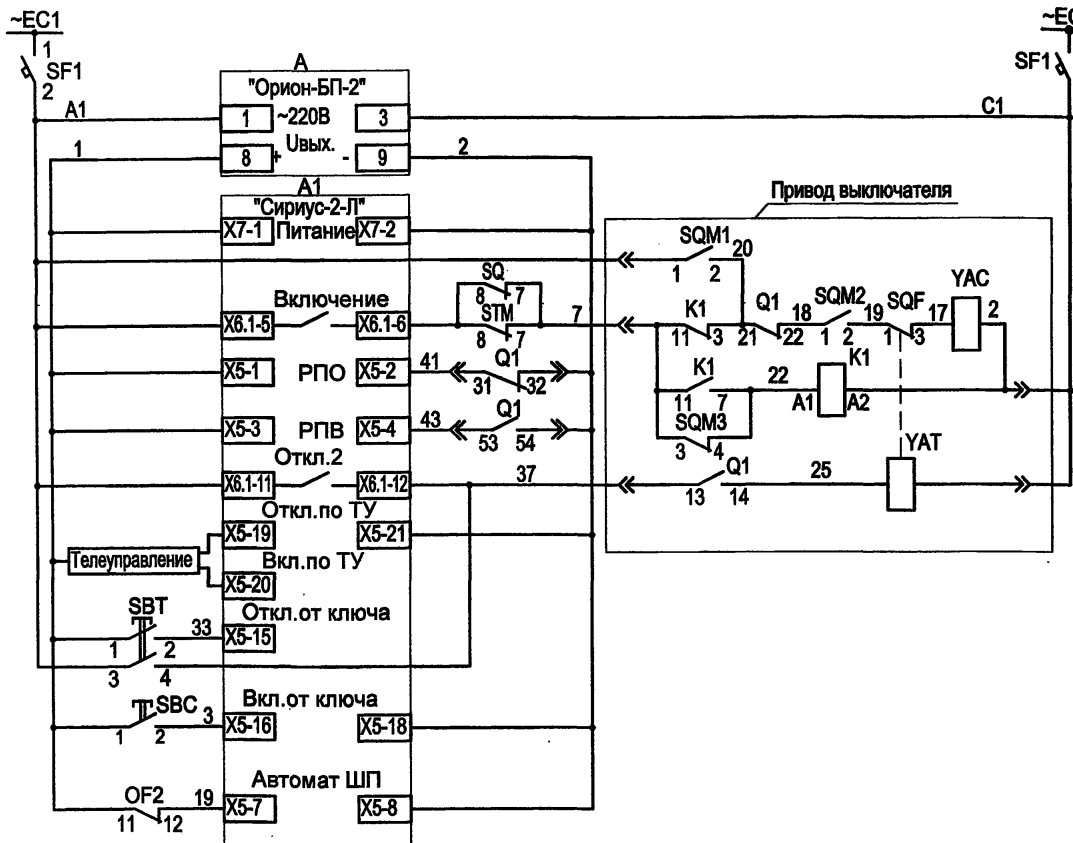 ~EC1
~EC
1
SF1
2
SF1
A
"Орион-БП-2"
A1
1
~220В
3
C1
Uвых.
1
8
+
-
9
2
A1
"Сириус-2-Л"
X7-1
Питание
X7-2
Привод выключателя
SQM1
1
2
20
SQ
8
7
Включение
X6.1-5
X6.1-6
STM
8
7
7
K1
11
3
Q1
21
22
18
SQM2
1
2
19
SQF
1
3
17
YAC
2
X5-1
РПО
X5-2
41
Q1
31
32
K1
11
7
22
K1
A1
A2
X5-3
РПВ
X5-4
43
Q1
53
54
SQM3
3
4
YAT
Откл.2
X6.1-11
X6.1-12
37
Q1
13
14
25
Откл.по ТУ
X5-19
X5-21
Телеуправление
Вкл.по ТУ
X5-20
SBT
Откл.от ключа
1
2
33
X5-15
3
4
SBC
Вкл.от ключа
1
2
3
X5-16
X5-18
Автомат ШП
OF2
11
12
19
X5-7
X5-8